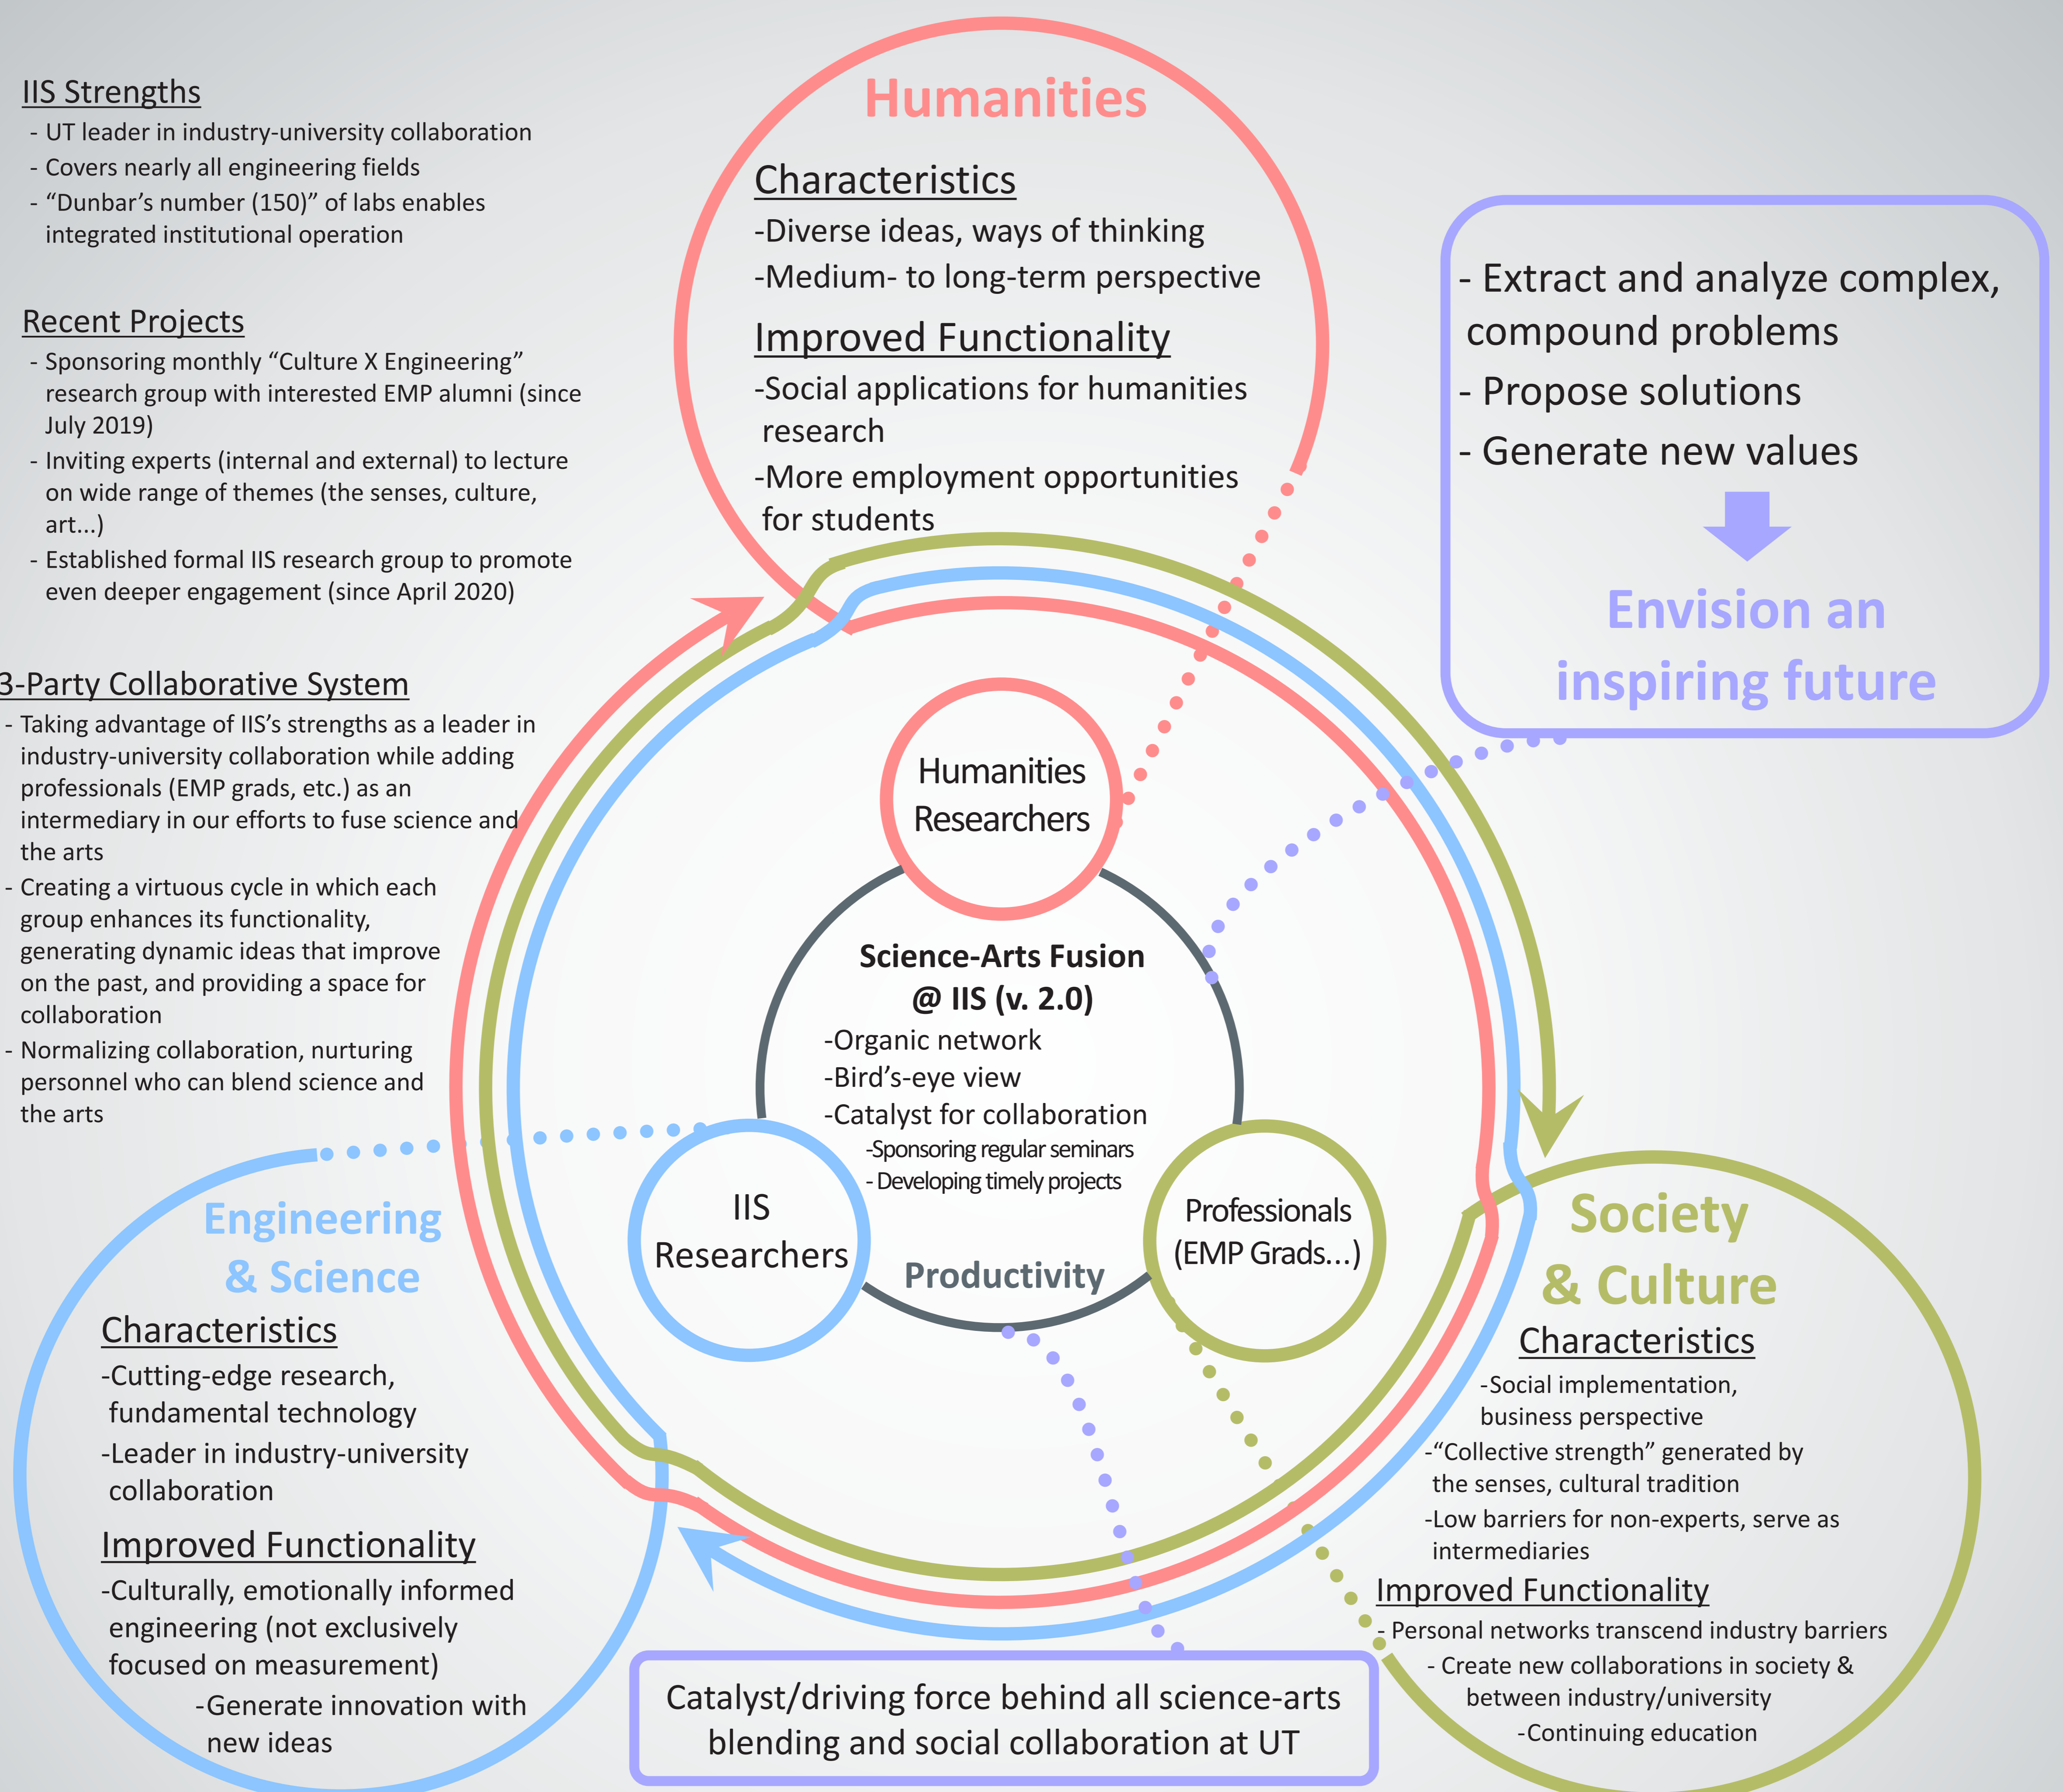 IIS Strengths
- UT leader in industry-university collaboration
- Covers nearly all engineering fields
- “Dunbar’s number (150)” of labs enables
integrated institutional operation
Recent Projects
- Sponsoring monthly “Culture X Engineering”
research group with interested EMP alumni (since
July 2019)
- Inviting experts (internal and external) to lecture
on wide range of themes (the senses, culture,
art...)
- Established formal IIS research group to promote
even deeper engagement (since April 2020)
3-Party Collaborative System
- Taking advantage of IIS’s strengths as a leader in
industry-university collaboration while adding
professionals (EMP grads, etc.) as an
intermediary in our efforts to fuse science and
the arts
- Creating a virtuous cycle in which each
group enhances its functionality,
generating dynamic ideas that improve
on the past, and providing a space for
collaboration
- Normalizing collaboration, nurturing
personnel who can blend science and
the arts
Humanities
Characteristics
-Diverse ideas, ways of thinking
-Medium- to long-term perspective
Improved Functionality
-Social applications for humanities
research
-More employment opportunities
for students
- Extract and analyze complex,
compound problems
- Propose solutions
- Generate new values
Envision an
inspiring future
Humanities
Researchers
Science-Arts Fusion
@ IIS (v. 2.0)
-Organic network
-Bird’s-eye view
-Catalyst for collaboration
-Sponsoring regular seminars
- Developing timely projects
IIS
Researchers
Productivity
Professionals
(EMP Grads...)
Engineering
& Science
Characteristics
-Cutting-edge research,
fundamental technology
-Leader in industry-university
collaboration
Improved Functionality
-Culturally, emotionally informed
engineering (not exclusively
focused on measurement)
-Generate innovation with
new ideas
Society
& Culture
Characteristics
-Social implementation,
business perspective
-“Collective strength” generated by
the senses, cultural tradition
-Low barriers for non-experts, serve as
intermediaries
Improved Functionality
- Personal networks transcend industry barriers
- Create new collaborations in society &
between industry/university
-Continuing education
Catalyst/driving force behind all science-arts
blending and social collaboration at UT